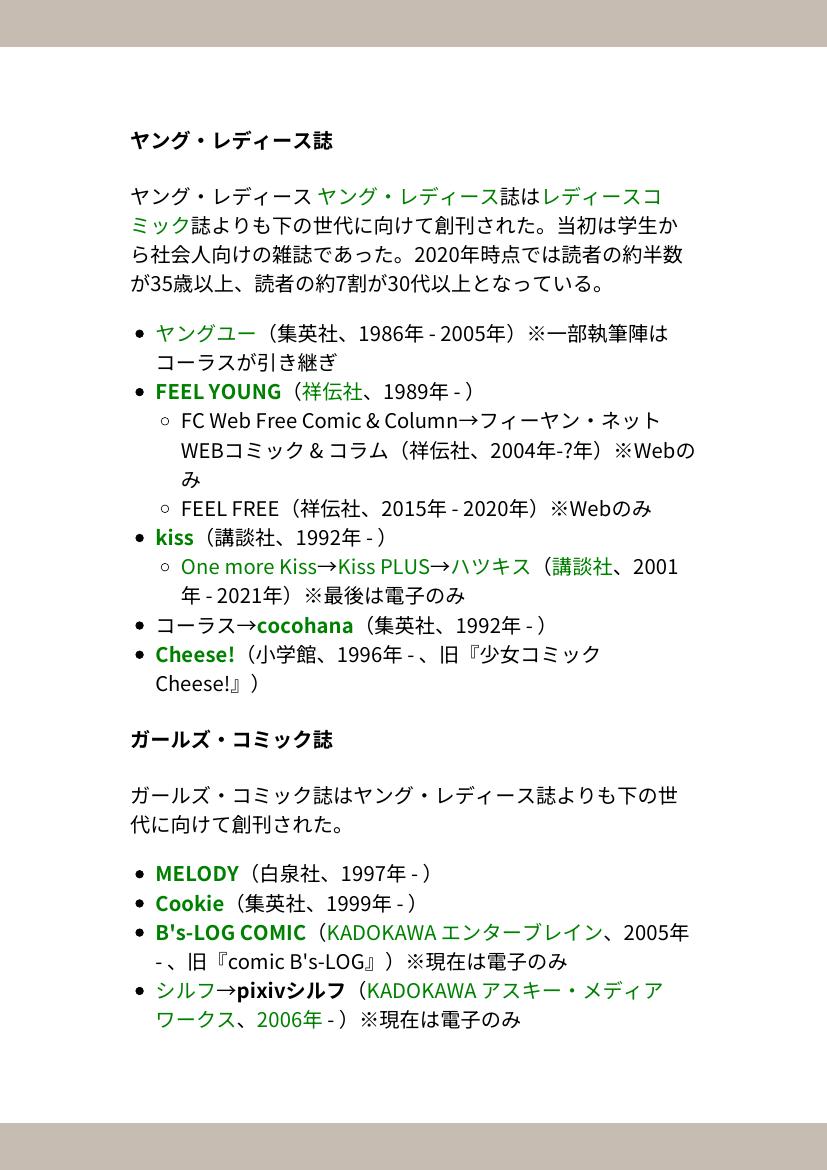 ヤング・レディース誌
ヤング・レディース ヤング・レディース誌はレディースコ
ミック誌よりも下の世代に向けて創刊された。当初は学生か
ら社会人向けの雑誌であった。2020年時点では読者の約半数
が35歳以上、読者の約7割が30代以上となっている。
• ヤングユー（集英社、1986年 - 2005年）※一部執筆陣は
コーラスが引き継ぎ
• FEEL YOUNG（祥伝社、1989年 - ）
◦ FC Web Free Comic & Column→フィーヤン・ネット
WEBコミック & コラム（祥伝社、2004年-?年）※Webの
み
◦ FEEL FREE（祥伝社、2015年 - 2020年）※Webのみ
• kiss（講談社、1992年 - ）
◦ One more Kiss→Kiss PLUS→ハツキス（講談社、2001
年 - 2021年）※最後は電子のみ
• コーラス→cocohana（集英社、1992年 - ）
• Cheese!（小学館、1996年 - 、旧『少女コミック
Cheese!』）
ガールズ・コミック誌
ガールズ・コミック誌はヤング・レディース誌よりも下の世
代に向けて創刊された。
• MELODY（白泉社、1997年 - ）
• Cookie（集英社、1999年 - ）
• B's-LOG COMIC（KADOKAWA エンターブレイン、2005年
- 、旧『comic B's-LOG』）※現在は電子のみ
• シルフ→pixivシルフ（KADOKAWA アスキー・メディア
ワークス、2006年 - ）※現在は電子のみ